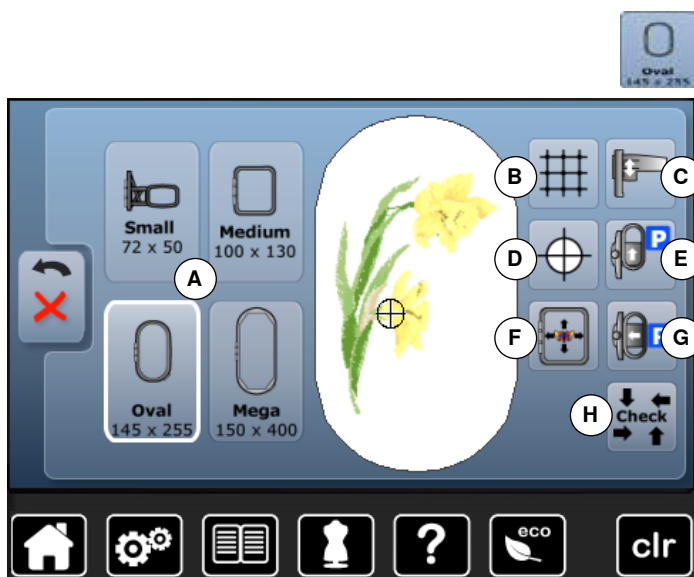 Oval
145 x 255
Small
72 x 50
Medium
100 x 130
A
Oval
145 x 255
Mega
150 x 400
B
C
D
P
E
F
P
G
H
Check
?
eco
clr